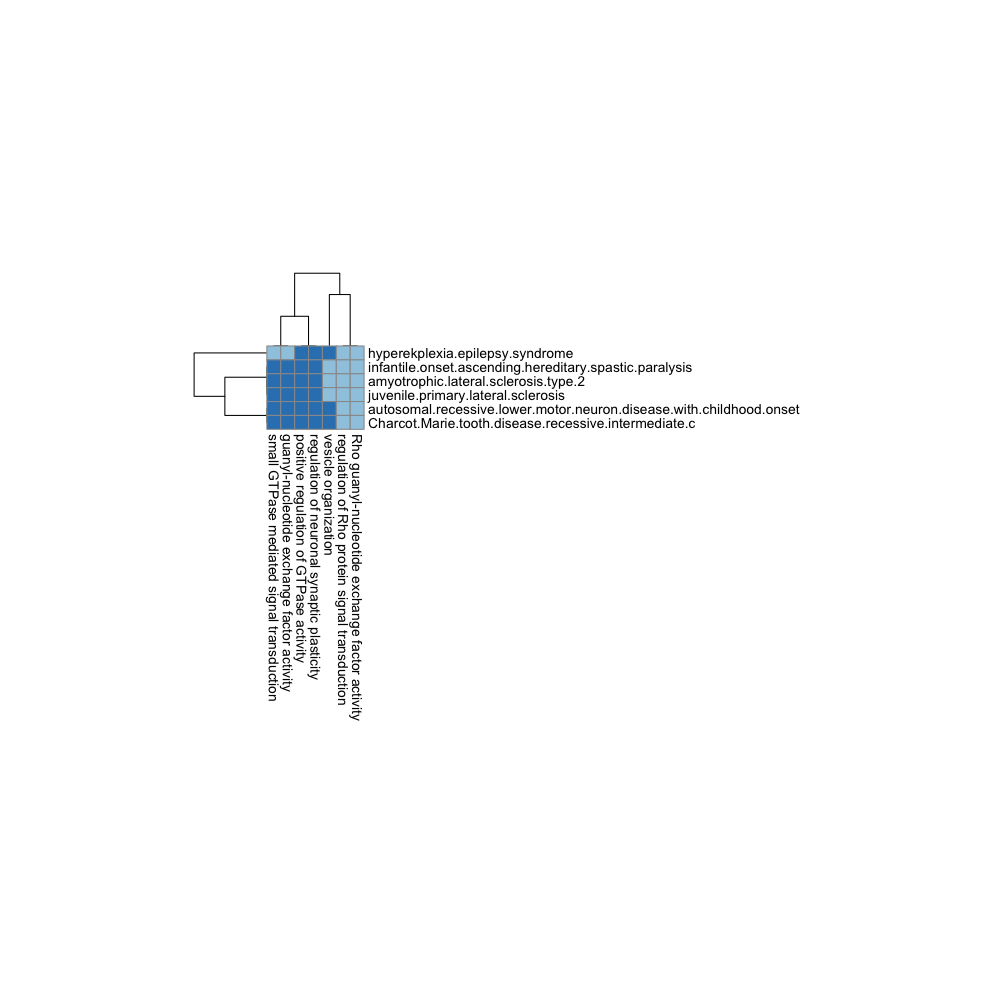 hyperekplexia.epilepsy.syndrome
infantile.onset.ascending.hereditary.spastic.paralysis
amyotrophic.lateral.sclerosis.type.2
juvenile.primary.lateral.sclerosis
autosomal.recessive.lower.motor.neuron.disease.with.childhood.onset
Charcot.Marie.tooth.disease.recessive.intermediate.c
small GTPase mediated signal transduction
guanyl-nucleotide exchange factor activity
positive regulation of GTPase activity
regulation of neuronal synaptic plasticity
vesicle organization
regulation of Rho protein signal transduction
Rho guanyl-nucleotide exchange factor activity